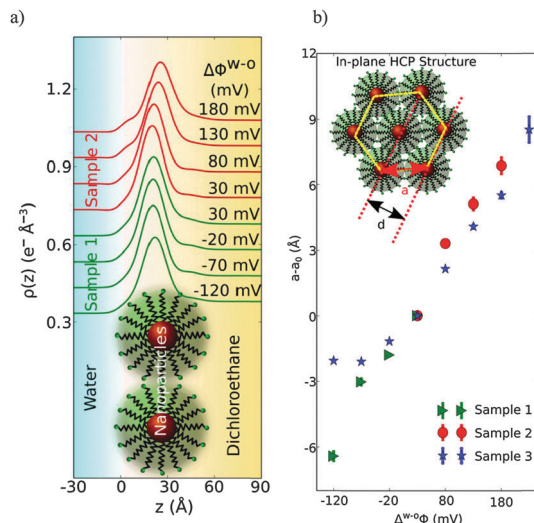 a)
b)
ΔΦʷ⁻ᵒ
(mV)
180 mV
130 mV
80 mV
30 mV
30 mV
-20 mV
-70 mV
-120 mV
Sample 2
Sample 1
1.2
0.9
0.6
0.3
ρ(z) (e⁻ Å⁻³)
Water
Nanoparticles
Dichloroethane
-30 0 30 60 90
z (Å)
In-plane HCP Structure
a
d
12
9
6
3
0
-3
-6
a-a₀ (Å)
Sample 1
Sample 2
Sample 3
-120 -20 80 180
Δʷ⁻ᵒΦ (mV)